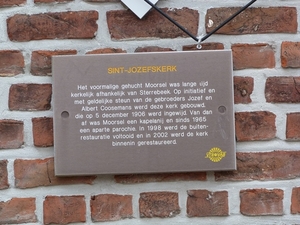 SINT-JOZEFSKERK
Het voormalige gehucht Moorsel was lange tijd
kerkelijk afhankelijk van Sterrebeek. Op initiatief en
met geldelijke steun van de gebroeders Jozef en
Albert Coosemans werd deze kerk gebouwd,
die op 5 december 1906 werd ingewijd. Van dan
af was Moorsel een kapelanij en sinds 1965
een aparte parochie. In 1998 werd de buiten-
restauratie voltooid en in 2002 werd de kerk
binnenin gerestaureerd.